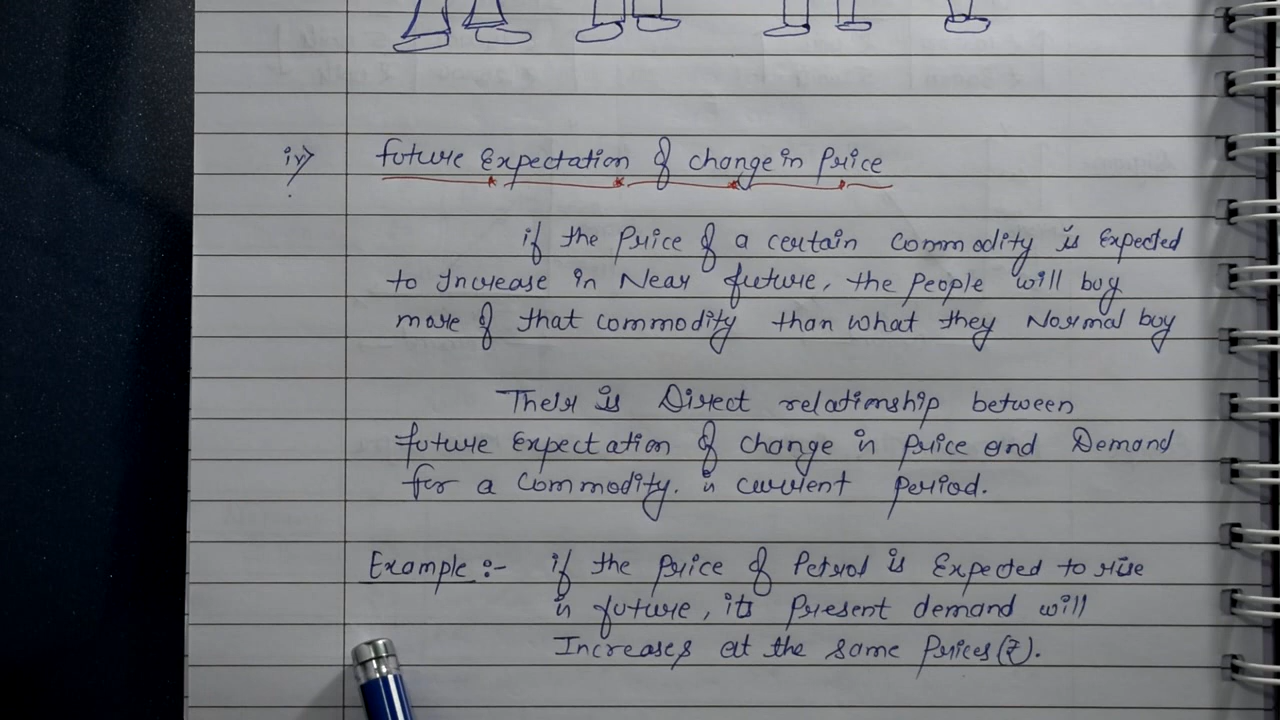 iv>
future Expectation of change in Price
if the Price of a certain commodity is Expected
to Increase in Near future, the People will buy
more of that commodity than what they Normal buy
Their is Direct relationship between
future Expectation of change in price and Demand
for a commodity. in current period.
Example :- if the price of Petrol is Expected to rise
in future, its present demand will
Increases at the same Prices (₹).